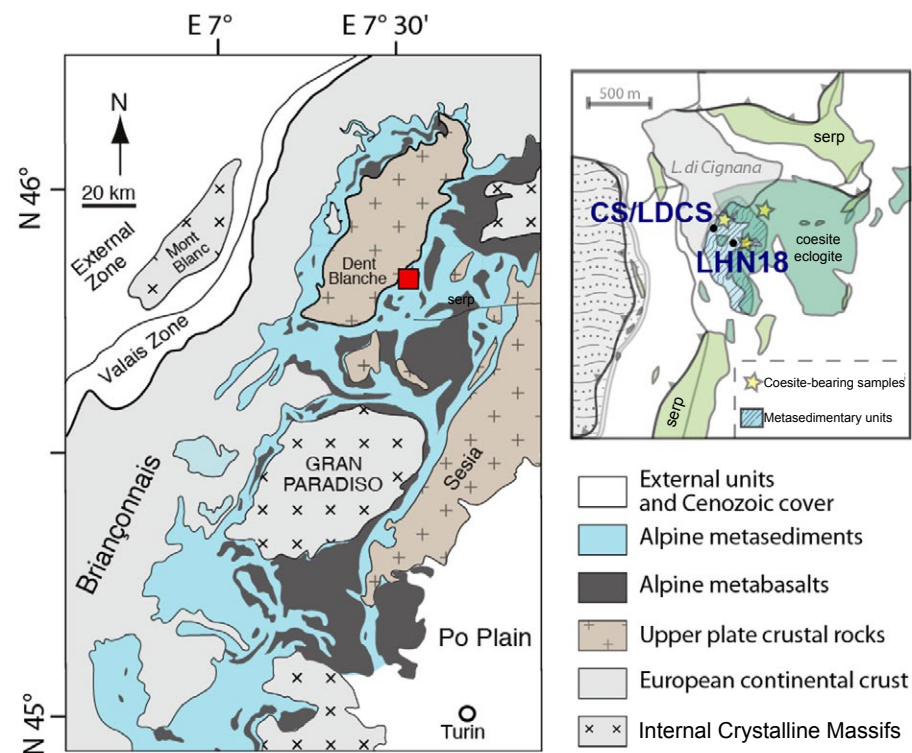 E 7°
E 7° 30'
N
20 km
N 46°
N 45°
External
Zone
Mont
Blanc
Valais Zone
Dent
Blanche
serp
Briançonnais
GRAN
PARADISO
Sesia
Po Plain
Turin
500 m
serp
L. di Cignana
CS/LDCS
LHN18
coesite
eclogite
serp
Coesite-bearing samples
Metasedimentary units
External units
and Cenozoic cover
Alpine metasediments
Alpine metabasalts
Upper plate crustal rocks
European continental crust
Internal Crystalline Massifs